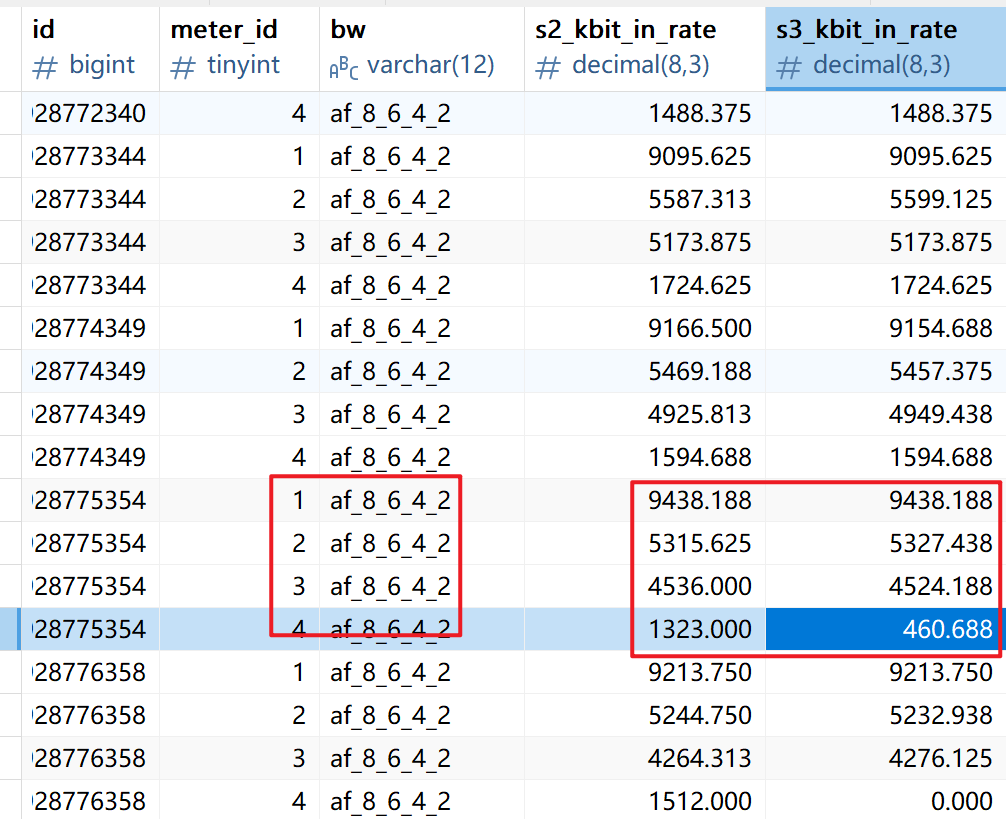 id meter_id bw s2_kbit_in_rate s3_kbit_in_rate
# bigint # tinyint ABC varchar(12) # decimal(8,3) # decimal(8,3)
28772340 4 af_8_6_4_2 1488.375 1488.375
28773344 1 af_8_6_4_2 9095.625 9095.625
28773344 2 af_8_6_4_2 5587.313 5599.125
28773344 3 af_8_6_4_2 5173.875 5173.875
28773344 4 af_8_6_4_2 1724.625 1724.625
28774349 1 af_8_6_4_2 9166.500 9154.688
28774349 2 af_8_6_4_2 5469.188 5457.375
28774349 3 af_8_6_4_2 4925.813 4949.438
28774349 4 af_8_6_4_2 1594.688 1594.688
28775354 1 af_8_6_4_2 9438.188 9438.188
28775354 2 af_8_6_4_2 5315.625 5327.438
28775354 3 af_8_6_4_2 4536.000 4524.188
28775354 4 af_8_6_4_2 1323.000 460.688
28776358 1 af_8_6_4_2 9213.750 9213.750
28776358 2 af_8_6_4_2 5244.750 5232.938
28776358 3 af_8_6_4_2 4264.313 4276.125
28776358 4 af_8_6_4_2 1512.000 0.000